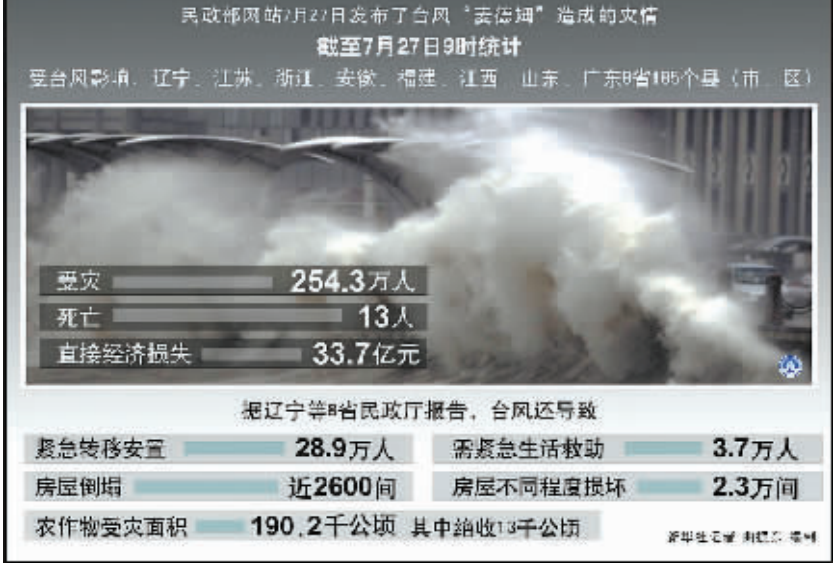 民政部网站7月27日发布了台风“麦德姆”造成的灾情
截至7月27日9时统计
受台风影响，辽宁、江苏、浙江、安徽、福建、江西、山东、广东8省185个县（市、区）
受灾 254.3万人
死亡 13人
直接经济损失 33.7亿元
据辽宁等8省民政厅报告，台风还导致
紧急转移安置 28.9万人 需紧急生活救助 3.7万人
房屋倒塌 近2600间 房屋不同程度损坏 2.3万间
农作物受灾面积 190.2千公顷 其中绝收13千公顷
新华社记者 编制